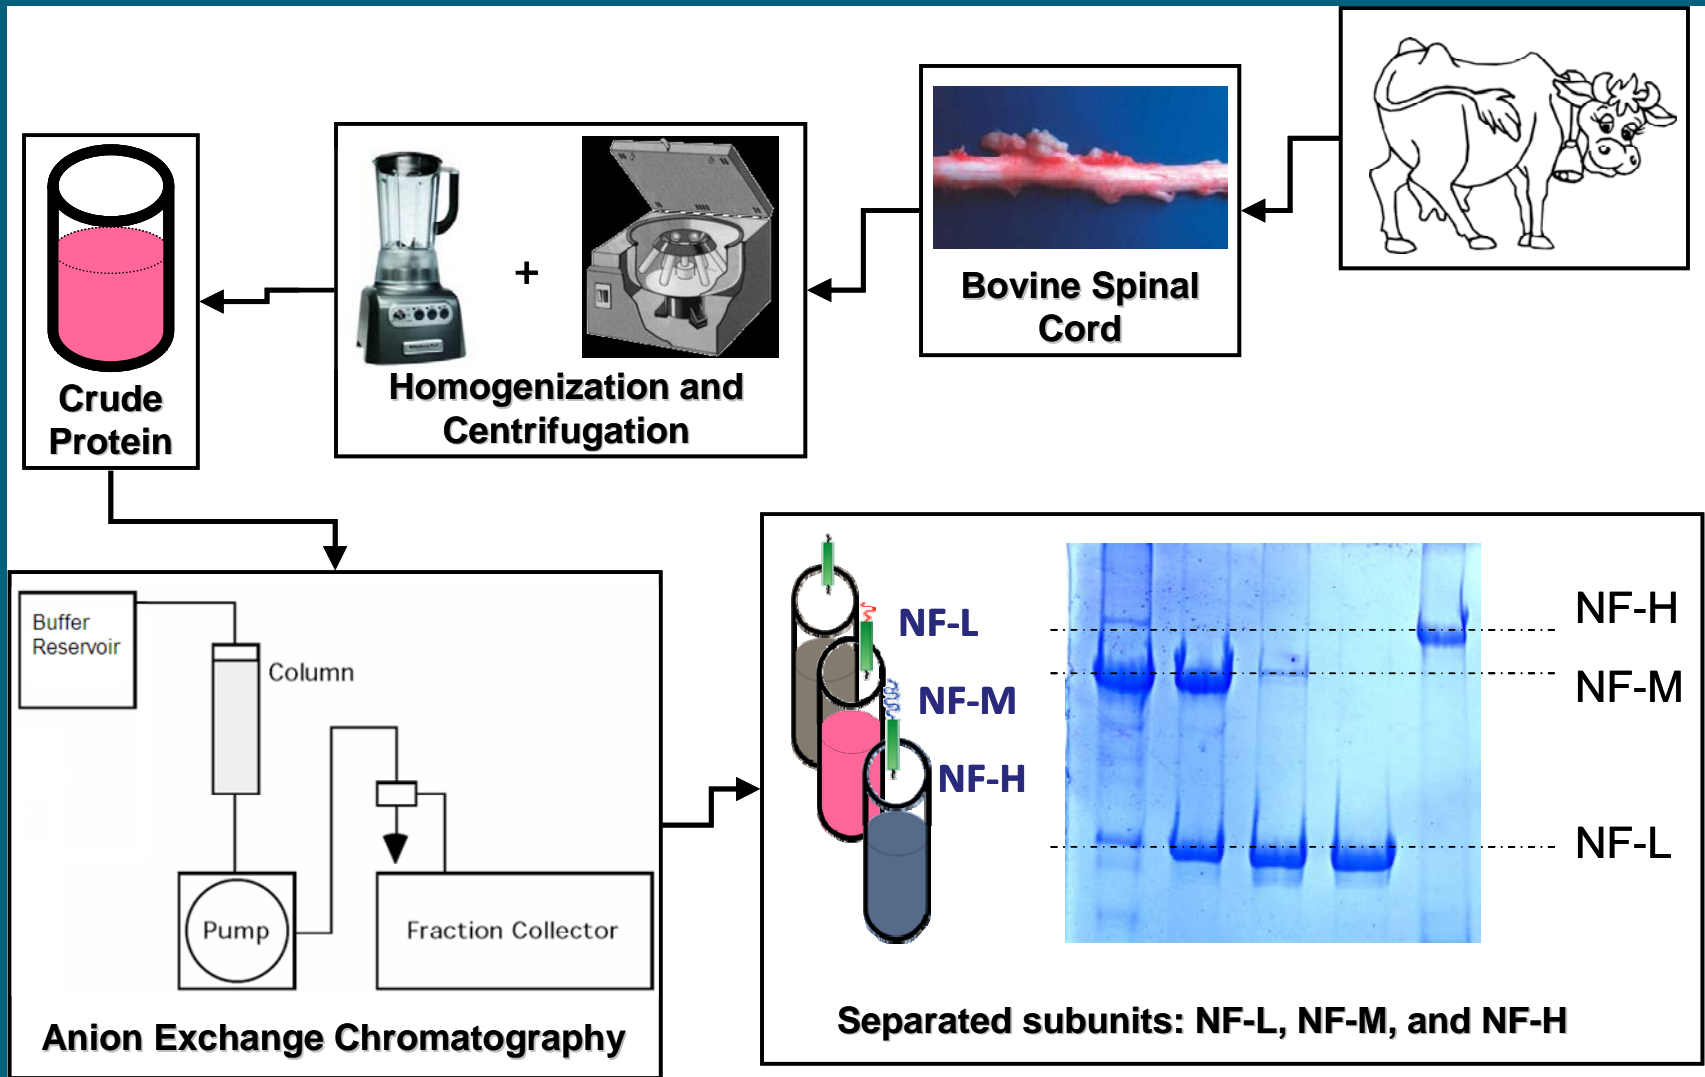 Bovine Spinal
Cord
+
Homogenization and
Centrifugation
Crude
Protein
Buffer
Reservoir
Column
Pump
Fraction Collector
Anion Exchange Chromatography
NF-L
NF-M
NF-H
NF-H
NF-M
NF-L
Separated subunits: NF-L, NF-M, and NF-H